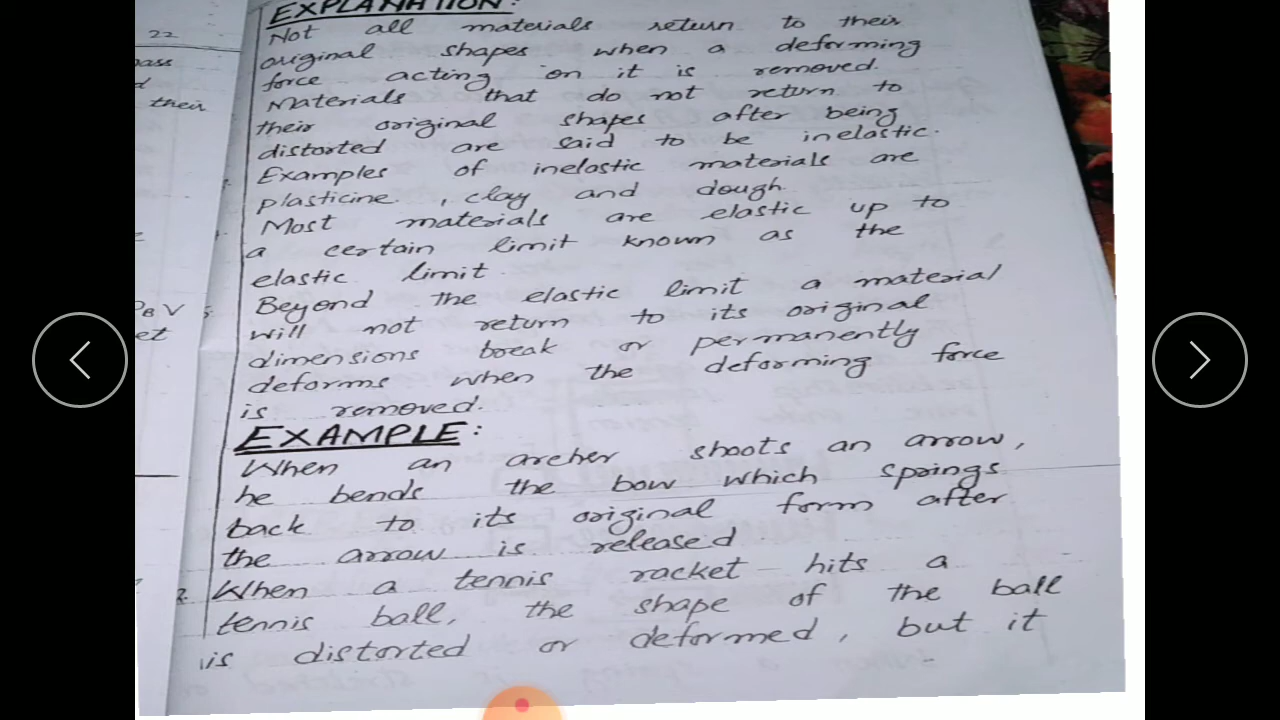 22
pass
d
their
EXPLANATION:
Not all materials return to their
original shapes when a deforming
force acting on it is removed.
Materials that do not return to
their original shapes after being
distorted are said to be inelastic.
Examples of inelastic materials are
plasticine, clay and dough.
Most materials are elastic up to
a certain limit known as the
elastic limit.
Beyond the elastic limit a material
will not return to its original
dimensions break or permanently
deforms when the deforming force
is removed.
EXAMPLE:
When an archer shoots an arrow,
he bends the bow which springs
back to its original form after
the arrow is released.
2. When a tennis racket hits a
tennis ball, the shape of the ball
is distorted or deformed, but it
PB V
et